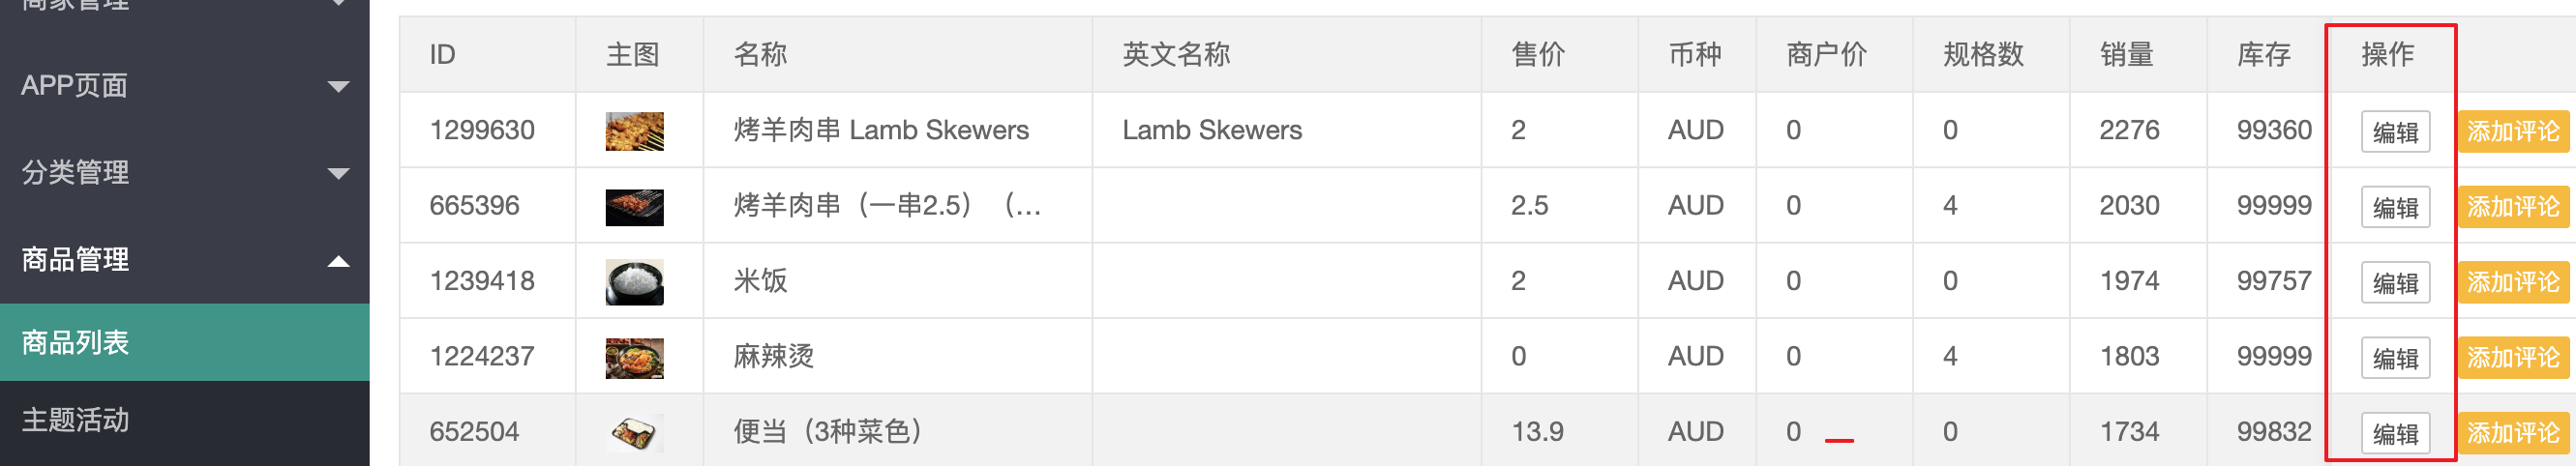 商家管理
APP页面
分类管理
商品管理
商品列表
主题活动
ID 主图 名称 英文名称 售价 币种 商户价 规格数 销量 库存 操作
1299630 烤羊肉串 Lamb Skewers Lamb Skewers 2 AUD 0 0 2276 99360 编辑 添加评论
665396 烤羊肉串（一串2.5）（... 2.5 AUD 0 4 2030 99999 编辑 添加评论
1239418 米饭 2 AUD 0 0 1974 99757 编辑 添加评论
1224237 麻辣烫 0 AUD 0 4 1803 99999 编辑 添加评论
652504 便当（3种菜色） 13.9 AUD 0 0 1734 99832 编辑 添加评论